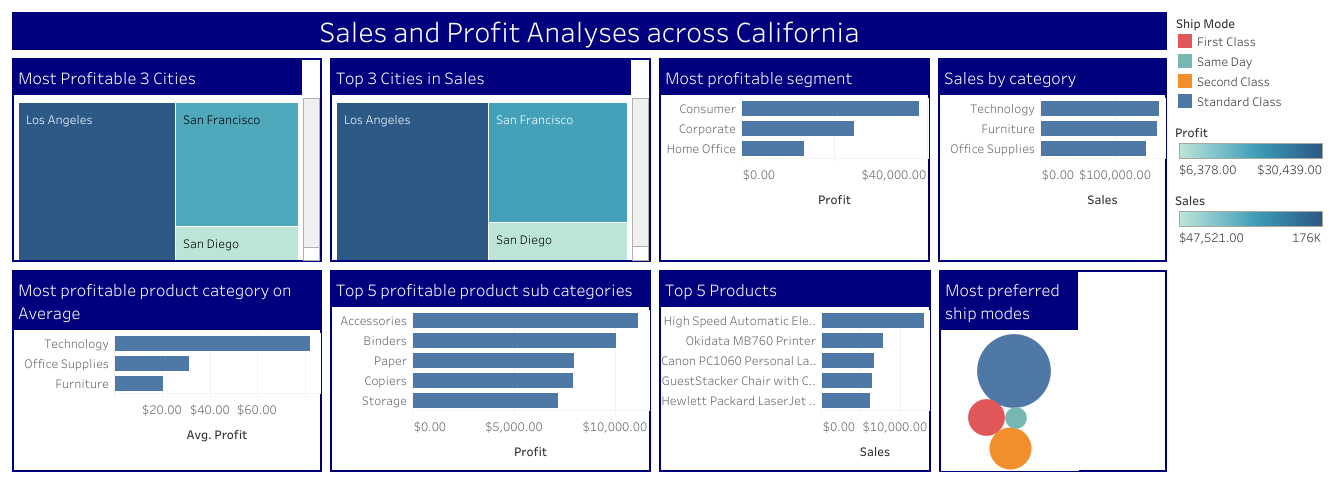 Sales and Profit Analyses across California
Most Profitable 3 Cities
Los Angeles
San Francisco
San Diego
Top 3 Cities in Sales
Los Angeles
San Francisco
San Diego
Most profitable segment
Consumer
Corporate
Home Office
$0.00 $40,000.00
Profit
Sales by category
Technology
Furniture
Office Supplies
$0.00 $100,000.00
Sales
Ship Mode
First Class
Same Day
Second Class
Standard Class
Profit
$6,378.00 $30,439.00
Sales
$47,521.00 176K
Most profitable product category on
Average
Technology
Office Supplies
Furniture
$20.00 $40.00 $60.00
Avg. Profit
Top 5 profitable product sub categories
Accessories
Binders
Paper
Copiers
Storage
$0.00 $5,000.00 $10,000.00
Profit
Top 5 Products
High Speed Automatic Ele..
Okidata MB760 Printer
Canon PC1060 Personal La..
GuestStacker Chair with C..
Hewlett Packard LaserJet ..
$0.00 $10,000.00
Sales
Most preferred
ship modes